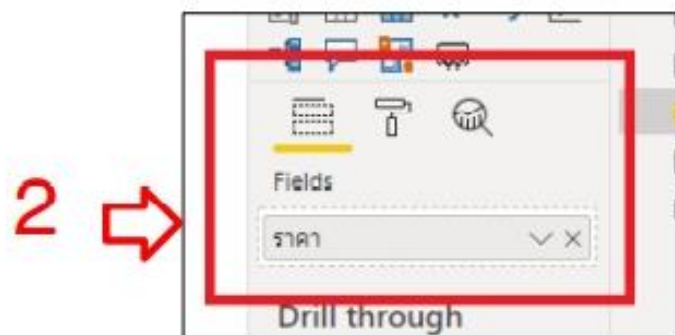 Fields
2
ราคา
Drill through